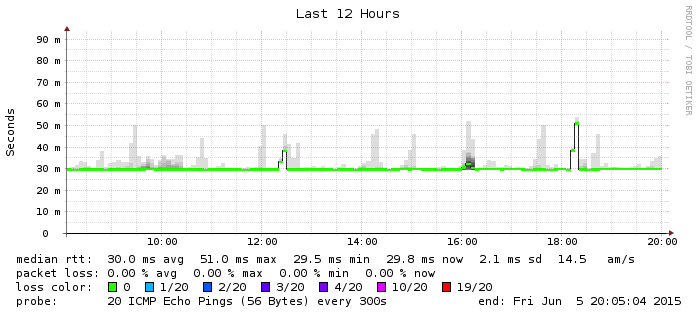 Last 12 Hours
RRDTOOL / TOBI OETIKER
Seconds
90 m
80 m
70 m
60 m
50 m
40 m
30 m
20 m
10 m
0
10:00 12:00 14:00 16:00 18:00 20:00
median rtt: 30.0 ms avg 51.0 ms max 29.5 ms min 29.8 ms now 2.1 ms sd 14.5 am/s
packet loss: 0.00 % avg 0.00 % max 0.00 % min 0.00 % now
loss color: 0 1/20 2/20 3/20 4/20 10/20 19/20
probe: 20 ICMP Echo Pings (56 Bytes) every 300s end: Fri Jun 5 20:05:04 2015